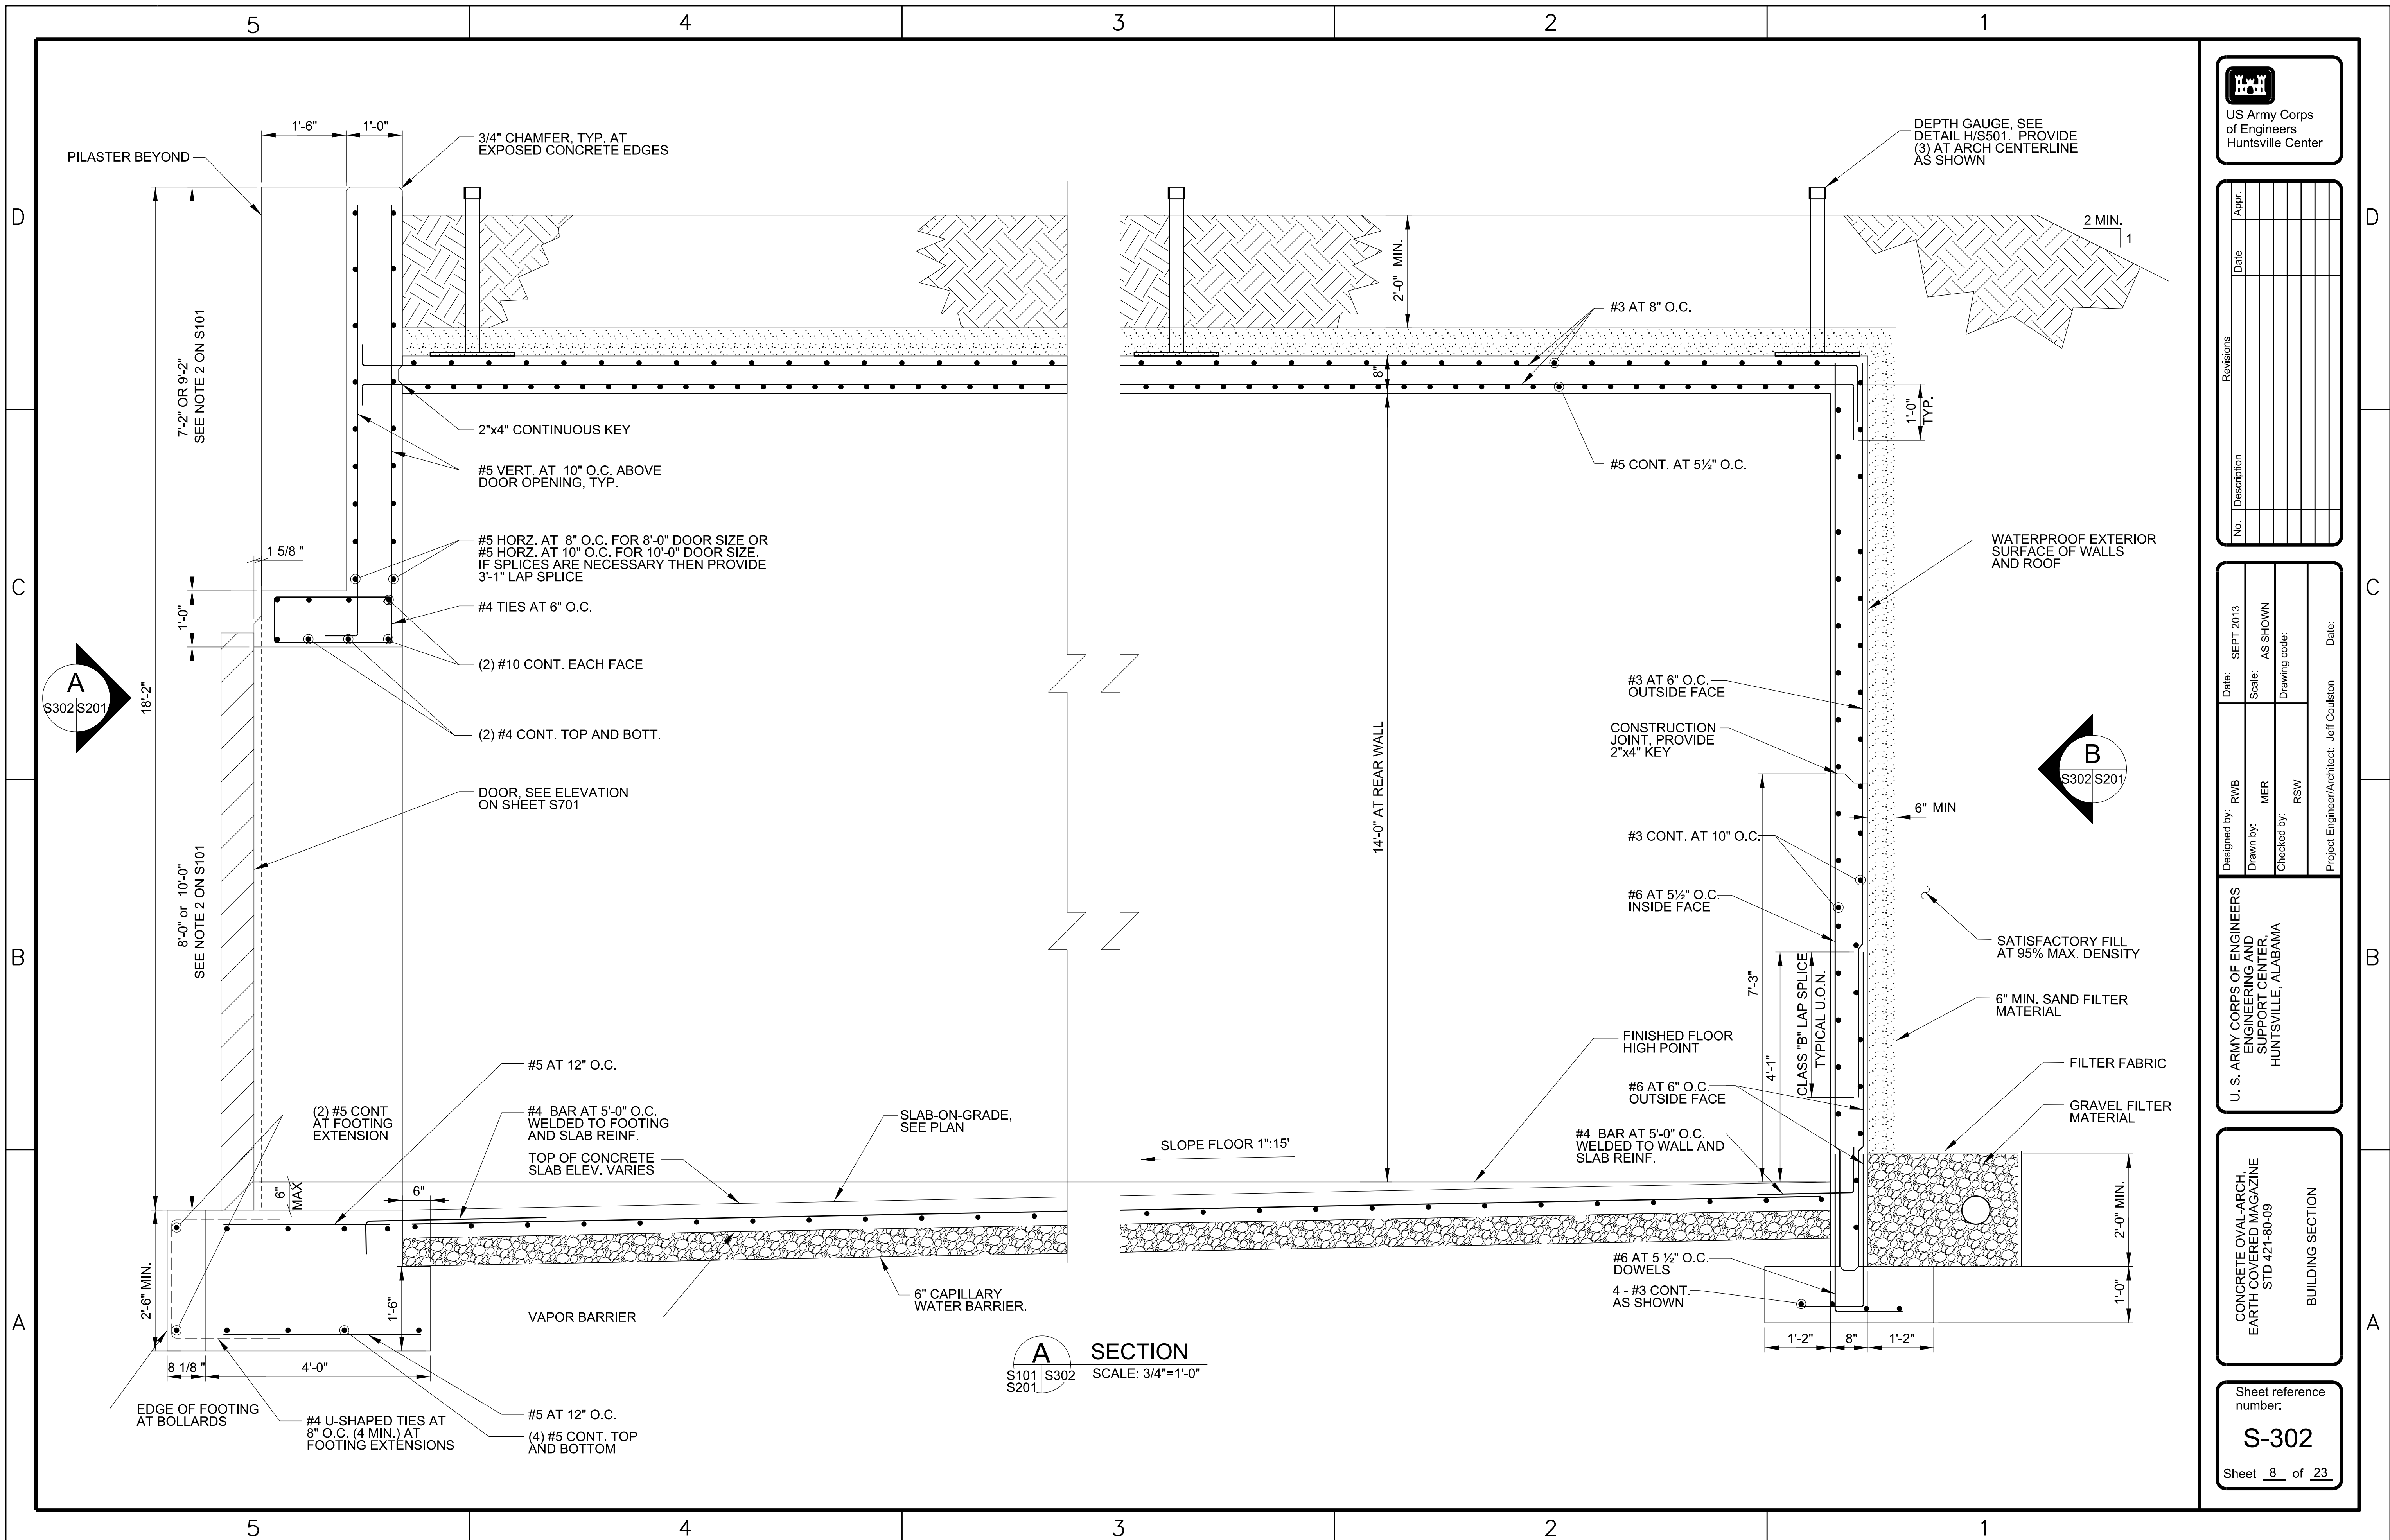 5
4
3
2
1
D
C
B
A
D
C
B
A
5
4
3
2
1
1'-6"
1'-0"
PILASTER BEYOND
3/4" CHAMFER, TYP. AT
EXPOSED CONCRETE EDGES
DEPTH GAUGE, SEE
DETAIL H/S501. PROVIDE
(3) AT ARCH CENTERLINE
AS SHOWN
2 MIN.
1
2'-0" MIN.
7'-2" OR 9'-2"
SEE NOTE 2 ON S101
#3 AT 8" O.C.
8"
1'-0"
TYP.
2"x4" CONTINUOUS KEY
#5 VERT. AT 10" O.C. ABOVE
DOOR OPENING, TYP.
#5 CONT. AT 5½" O.C.
#5 HORZ. AT 8" O.C. FOR 8'-0" DOOR SIZE OR
#5 HORZ. AT 10" O.C. FOR 10'-0" DOOR SIZE.
IF SPLICES ARE NECESSARY THEN PROVIDE
3'-1" LAP SPLICE
1 5/8 "
WATERPROOF EXTERIOR
SURFACE OF WALLS
AND ROOF
1'-0"
#4 TIES AT 6" O.C.
(2) #10 CONT. EACH FACE
A
S302 S201
18'-2"
#3 AT 6" O.C.
OUTSIDE FACE
(2) #4 CONT. TOP AND BOTT.
CONSTRUCTION
JOINT, PROVIDE
2"x4" KEY
14'-0" AT REAR WALL
B
S302 S201
DOOR, SEE ELEVATION
ON SHEET S701
6" MIN
#3 CONT. AT 10" O.C.
8'-0" or 10'-0"
SEE NOTE 2 ON S101
#6 AT 5½" O.C.
INSIDE FACE
SATISFACTORY FILL
AT 95% MAX. DENSITY
7'-3"
4'-1"
CLASS "B" LAP SPLICE
TYPICAL U.O.N.
6" MIN. SAND FILTER
MATERIAL
FINISHED FLOOR
HIGH POINT
#5 AT 12" O.C.
FILTER FABRIC
#6 AT 6" O.C.
OUTSIDE FACE
(2) #5 CONT
AT FOOTING
EXTENSION
#4 BAR AT 5'-0" O.C.
WELDED TO FOOTING
AND SLAB REINF.
SLAB-ON-GRADE,
SEE PLAN
GRAVEL FILTER
MATERIAL
#4 BAR AT 5'-0" O.C.
WELDED TO WALL AND
SLAB REINF.
SLOPE FLOOR 1":15'
TOP OF CONCRETE
SLAB ELEV. VARIES
6"
MAX
6"
2'-0" MIN.
2'-6" MIN.
1'-6"
#6 AT 5 ½" O.C.
DOWELS
4 - #3 CONT.
AS SHOWN
6" CAPILLARY
WATER BARRIER.
VAPOR BARRIER
1'-0"
1'-2"
8"
1'-2"
A
S101 S302
S201
SECTION
SCALE: 3/4"=1'-0"
8 1/8 "
4'-0"
EDGE OF FOOTING
AT BOLLARDS
#4 U-SHAPED TIES AT
8" O.C. (4 MIN.) AT
FOOTING EXTENSIONS
#5 AT 12" O.C.
(4) #5 CONT. TOP
AND BOTTOM
US Army Corps
of Engineers
Huntsville Center
Revisions
No.
Description
Date
Appr.
Designed by: RWB
Date: SEPT 2013
Drawn by: MER
Scale: AS SHOWN
Checked by: RSW
Drawing code:
Project Engineer/Architect: Jeff Coulston
Date:
U. S. ARMY CORPS OF ENGINEERS
ENGINEERING AND
SUPPORT CENTER,
HUNTSVILLE, ALABAMA
CONCRETE OVAL-ARCH,
EARTH COVERED MAGAZINE
STD 421-80-09
BUILDING SECTION
Sheet reference
number:
S-302
Sheet 8 of 23